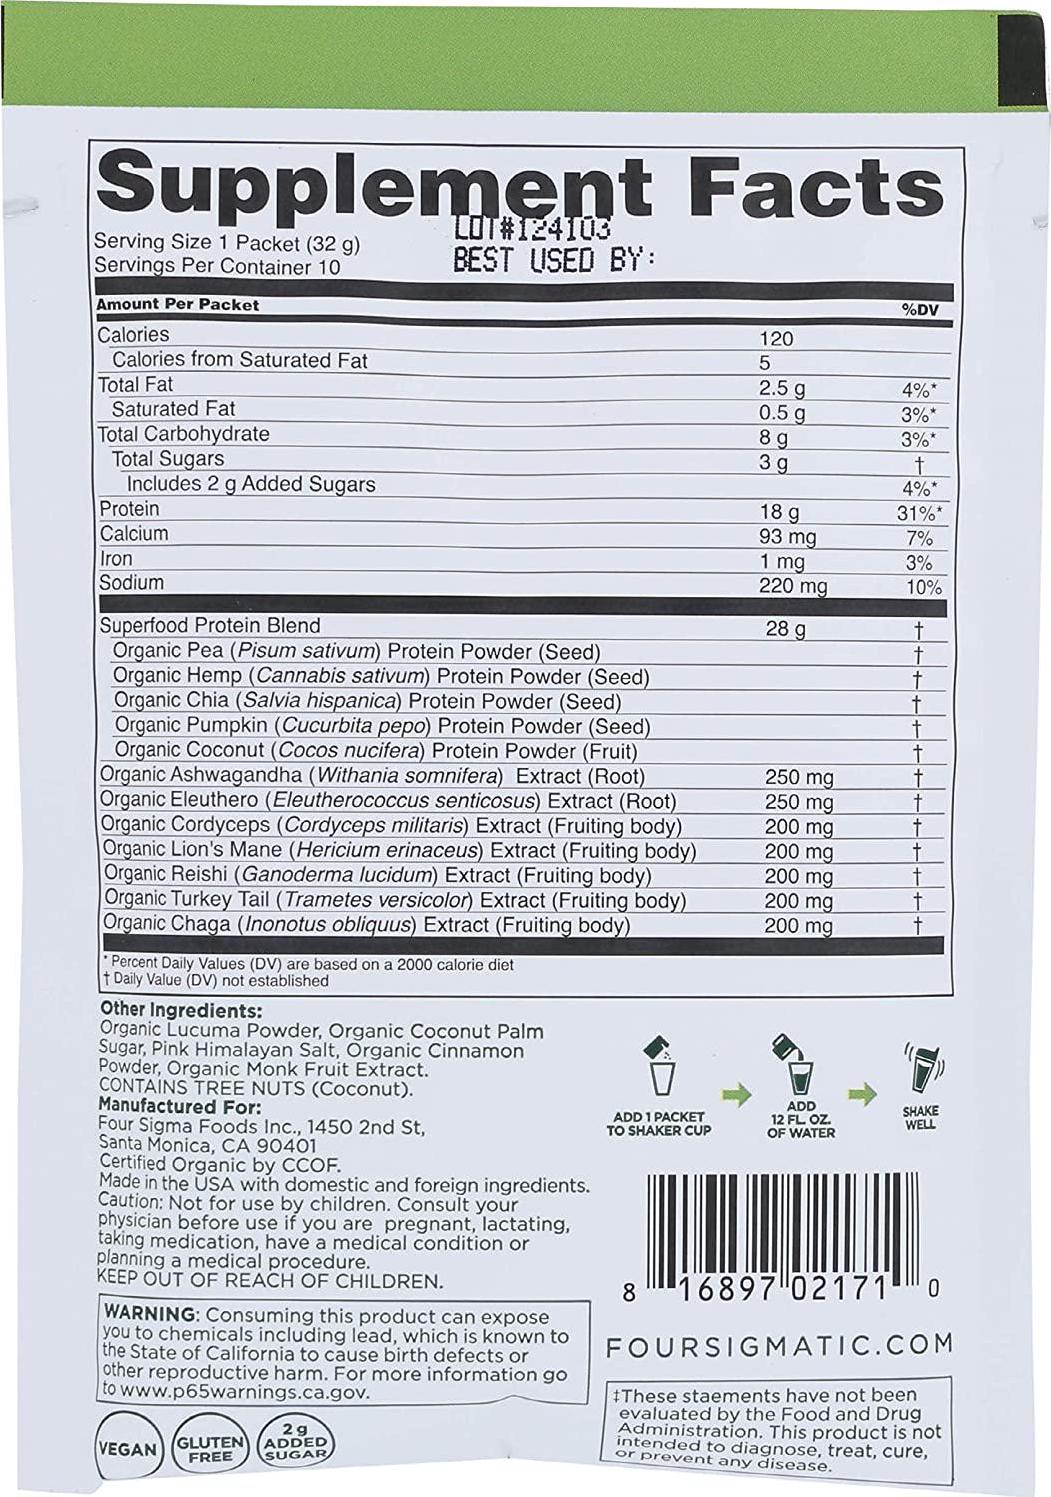 Supplement Facts
LOT#124103
Serving Size 1 Packet (32 g)
BEST USED BY:
Servings Per Container 10
Amount Per Packet %DV
Calories 120
Calories from Saturated Fat 5
Total Fat 2.5 g 4%*
Saturated Fat 0.5 g 3%*
Total Carbohydrate 8 g 3%*
Total Sugars 3 g †
Includes 2 g Added Sugars 4%*
Protein 18 g 31%*
Calcium 93 mg 7%
Iron 1 mg 3%
Sodium 220 mg 10%
Superfood Protein Blend 28 g †
Organic Pea (Pisum sativum) Protein Powder (Seed) †
Organic Hemp (Cannabis sativum) Protein Powder (Seed) †
Organic Chia (Salvia hispanica) Protein Powder (Seed) †
Organic Pumpkin (Cucurbita pepo) Protein Powder (Seed) †
Organic Coconut (Cocos nucifera) Protein Powder (Fruit) †
Organic Ashwagandha (Withania somnifera) Extract (Root) 250 mg †
Organic Eleuthero (Eleutherococcus senticosus) Extract (Root) 250 mg †
Organic Cordyceps (Cordyceps militaris) Extract (Fruiting body) 200 mg †
Organic Lion's Mane (Hericium erinaceus) Extract (Fruiting body) 200 mg †
Organic Reishi (Ganoderma lucidum) Extract (Fruiting body) 200 mg †
Organic Turkey Tail (Trametes versicolor) Extract (Fruiting body) 200 mg †
Organic Chaga (Inonotus obliquus) Extract (Fruiting body) 200 mg †
* Percent Daily Values (DV) are based on a 2000 calorie diet
† Daily Value (DV) not established
Other Ingredients:
Organic Lucuma Powder, Organic Coconut Palm
Sugar, Pink Himalayan Salt, Organic Cinnamon
Powder, Organic Monk Fruit Extract.
CONTAINS TREE NUTS (Coconut).
Manufactured For:
Four Sigma Foods Inc., 1450 2nd St,
Santa Monica, CA 90401
Certified Organic by CCOF.
Made in the USA with domestic and foreign ingredients.
Caution: Not for use by children. Consult your
physician before use if you are pregnant, lactating,
taking medication, have a medical condition or
planning a medical procedure.
KEEP OUT OF REACH OF CHILDREN.
WARNING: Consuming this product can expose
you to chemicals including lead, which is known to
the State of California to cause birth defects or
other reproductive harm. For more information go
to www.p65warnings.ca.gov.
VEGAN
GLUTEN
FREE
2 g
ADDED
SUGAR
ADD 1 PACKET
TO SHAKER CUP
ADD
12 FL. OZ.
OF WATER
SHAKE
WELL
8 16897 02171 0
FOURSIGMATIC.COM
‡These staements have not been
evaluated by the Food and Drug
Administration. This product is not
intended to diagnose, treat, cure,
or prevent any disease.